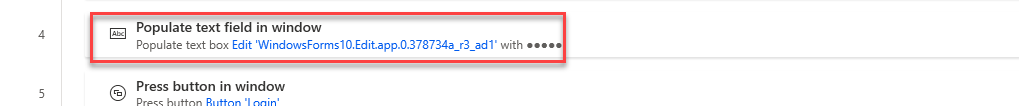 4
Populate text field in window
Populate text box Edit 'WindowsForms10.Edit.app.0.378734a_r3_ad1' with ●●●●●
5
Press button in window
Press button Button 'Login'